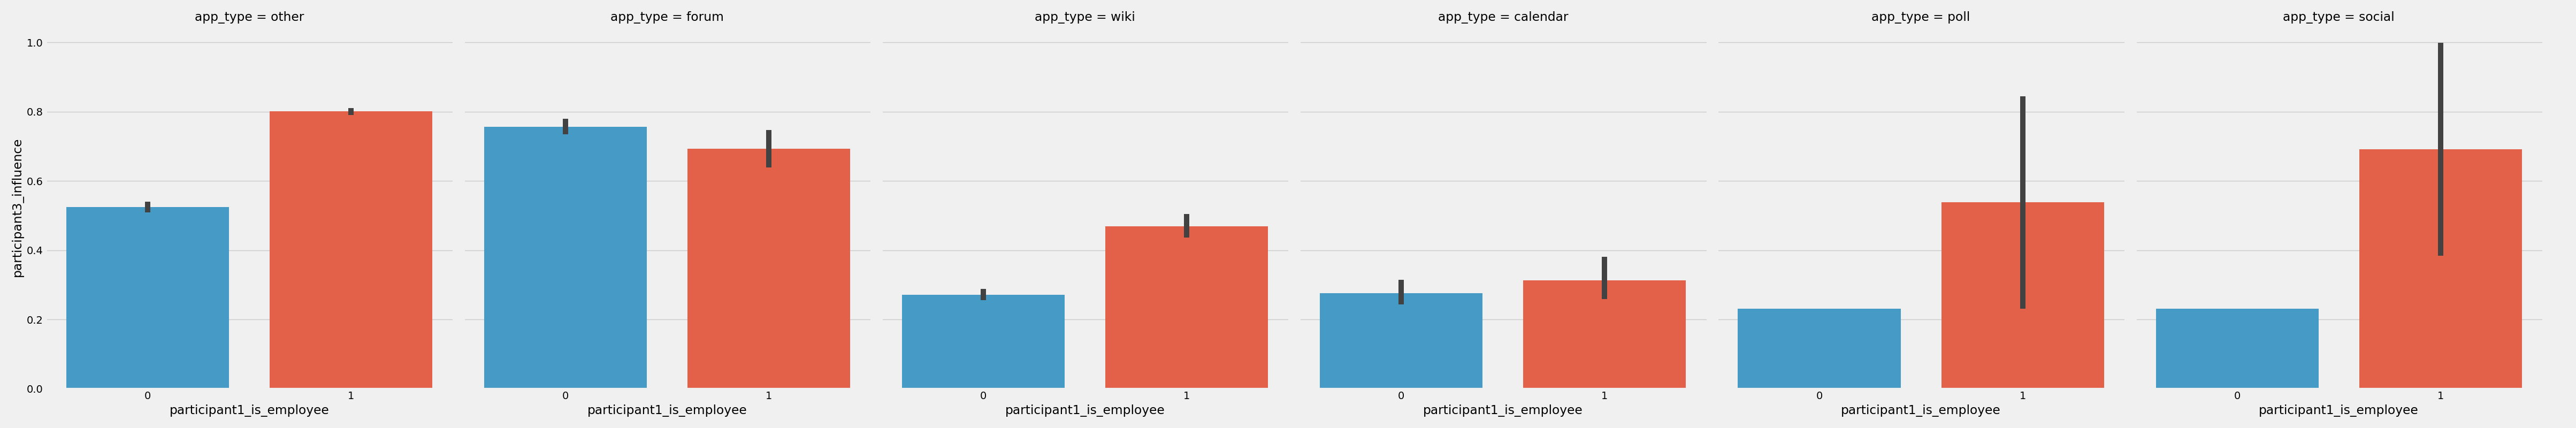 app_type = other
app_type = forum
app_type = wiki
app_type = calendar
app_type = poll
app_type = social
participant3_influence
1.0
0.8
0.6
0.4
0.2
0.0
0 1
0 1
0 1
0 1
0 1
0 1
participant1_is_employee
participant1_is_employee
participant1_is_employee
participant1_is_employee
participant1_is_employee
participant1_is_employee